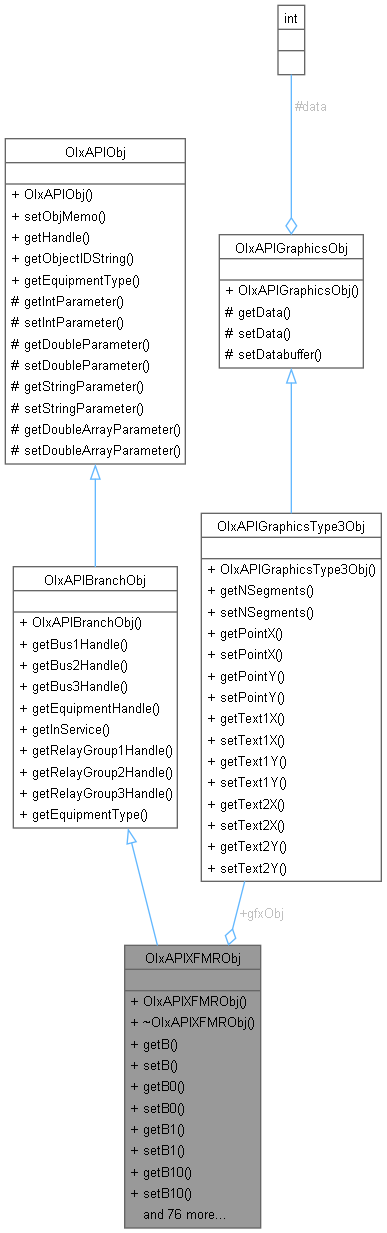 int
#data
OlxAPIObj
+ OlxAPIObj()
+ setObjMemo()
+ getHandle()
+ getObjectIDString()
+ getEquipmentType()
# getIntParameter()
# setIntParameter()
# getDoubleParameter()
# setDoubleParameter()
# getStringParameter()
# setStringParameter()
# getDoubleArrayParameter()
# setDoubleArrayParameter()
OlxAPIGraphicsObj
+ OlxAPIGraphicsObj()
# getData()
# setData()
# setDatabuffer()
OlxAPIBranchObj
+ OlxAPIBranchObj()
+ getBus1Handle()
+ getBus2Handle()
+ getBus3Handle()
+ getEquipmentHandle()
+ getInService()
+ getRelayGroup1Handle()
+ getRelayGroup2Handle()
+ getRelayGroup3Handle()
+ getEquipmentType()
OlxAPIGraphicsType3Obj
+ OlxAPIGraphicsType3Obj()
+ getNSegments()
+ setNSegments()
+ getPointX()
+ setPointX()
+ getPointY()
+ setPointY()
+ getText1X()
+ setText1X()
+ getText1Y()
+ setText1Y()
+ getText2X()
+ setText2X()
+ getText2Y()
+ setText2Y()
+gfxObj
OlxAPIXFMRObj
+ OlxAPIXFMRObj()
+ ~OlxAPIXFMRObj()
+ getB()
+ setB()
+ getB0()
+ setB0()
+ getB1()
+ setB1()
+ getB10()
+ setB10()
and 76 more...